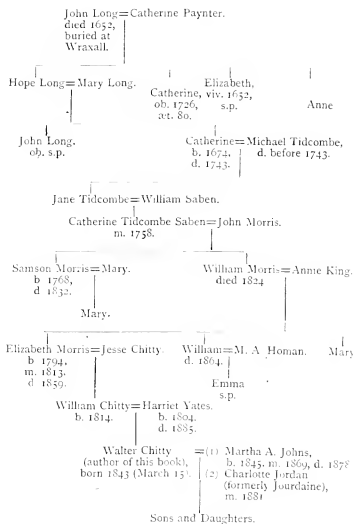 John Long=Catherine Paynter.
died 1652,
buried at
Wraxall.
Hope Long=Mary Long.
Elizabeth,
Catherine, viv. 1652,
ob. 1726, s.p.
æt. 80.
Anne
John Long.
ob. s.p.
Catherine=Michael Tidcombe,
b. 1674, d. before 1743.
d. 1743.
Jane Tidcombe=William Saben.
Catherine Tidcombe Saben=John Morris.
m. 1758.
Samson Morris=Mary.
b 1768,
d 1832.
William Morris=Annie King.
died 1824
Mary.
Elizabeth Morris=Jesse Chitty.
b 1794,
m. 1813.
d 1859.
William=M. A Homan.
d. 1864.
Mary
Emma
s.p.
William Chitty=Harriet Yates.
b. 1814. b. 1804.
d. 1885.
Walter Chitty =(1) Martha A. Johns,
(author of this book), b. 1845, m. 1869, d. 1878
born 1843 (March (2) Charlotte Jordan
(formerly Jourdaine),
m. 1881
Sons and Daughters.